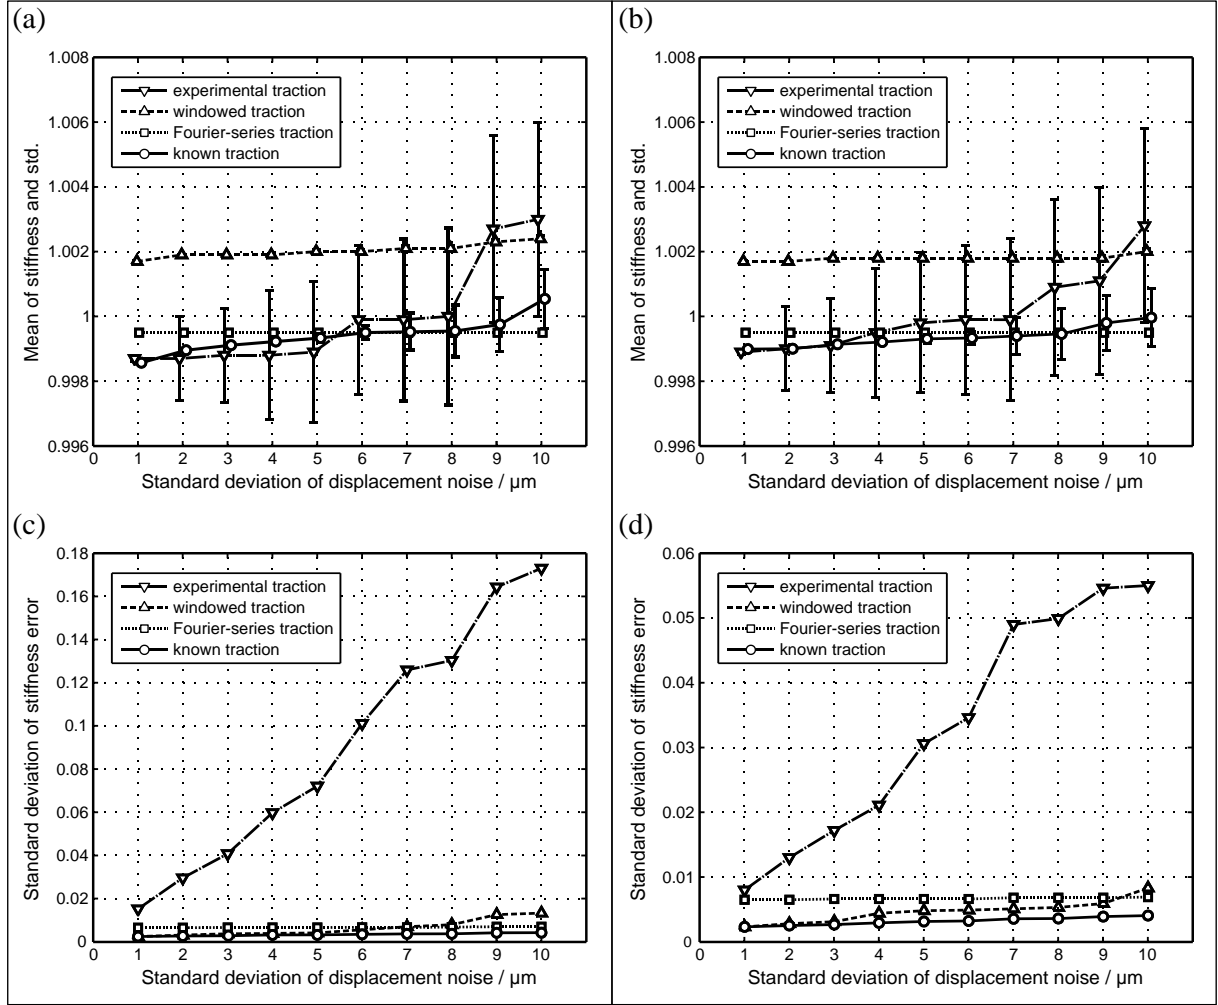 (a)
1.008
1.006
1.004
1.002
1
0.998
0.996
Mean of stiffness and std.
experimental traction
windowed traction
Fourier-series traction
known traction
0 1 2 3 4 5 6 7 8 9 10
Standard deviation of displacement noise / µm
(b)
1.008
1.006
1.004
1.002
1
0.998
0.996
Mean of stiffness and std.
experimental traction
windowed traction
Fourier-series traction
known traction
0 1 2 3 4 5 6 7 8 9 10
Standard deviation of displacement noise / µm
(c)
0.18
0.16
0.14
0.12
0.1
0.08
0.06
0.04
0.02
0
Standard deviation of stiffness error
experimental traction
windowed traction
Fourier-series traction
known traction
0 1 2 3 4 5 6 7 8 9 10
Standard deviation of displacement noise / µm
(d)
0.06
0.05
0.04
0.03
0.02
0.01
0
Standard deviation of stiffness error
experimental traction
windowed traction
Fourier-series traction
known traction
0 1 2 3 4 5 6 7 8 9 10
Standard deviation of displacement noise / µm